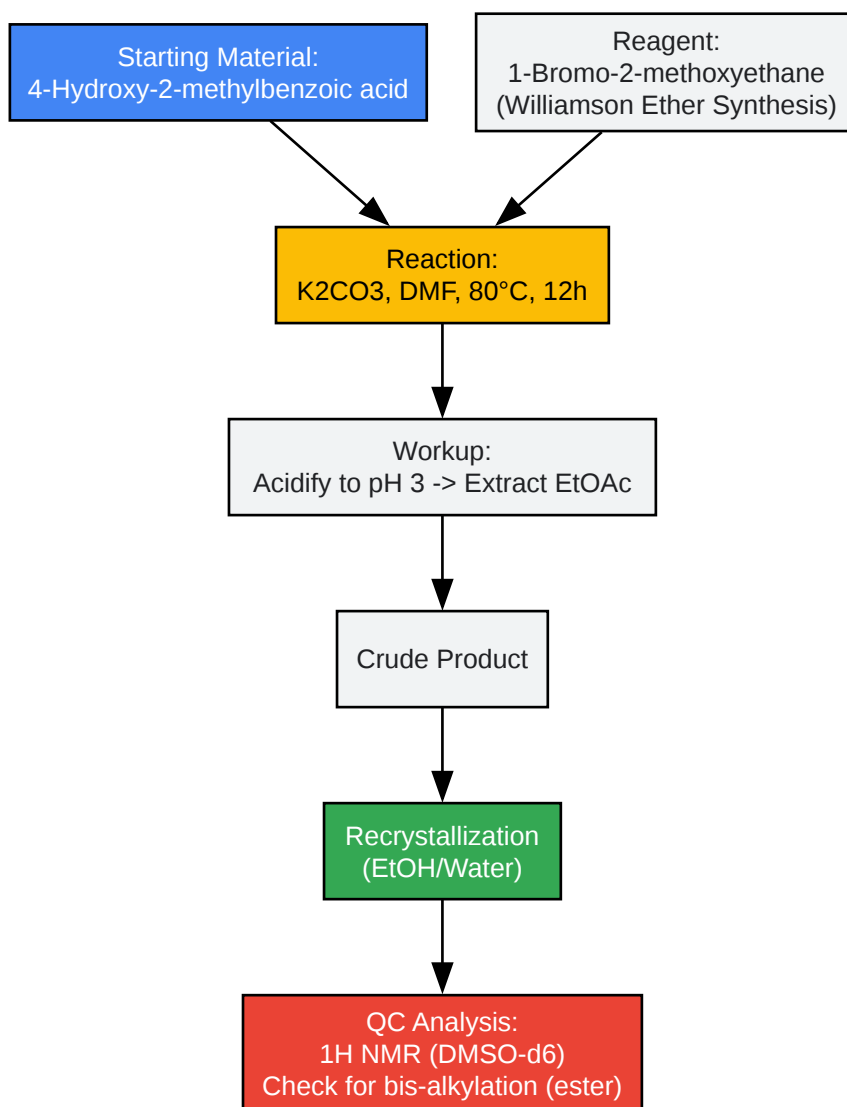 Starting Material:
4-Hydroxy-2-methylbenzoic acid
Reagent:
1-Bromo-2-methoxyethane
(Williamson Ether Synthesis)
Reaction:
K2CO3, DMF, 80°C, 12h
Workup:
Acidify to pH 3 -> Extract EtOAc
Crude Product
Recrystallization
(EtOH/Water)
QC Analysis:
1H NMR (DMSO-d6)
Check for bis-alkylation (ester)